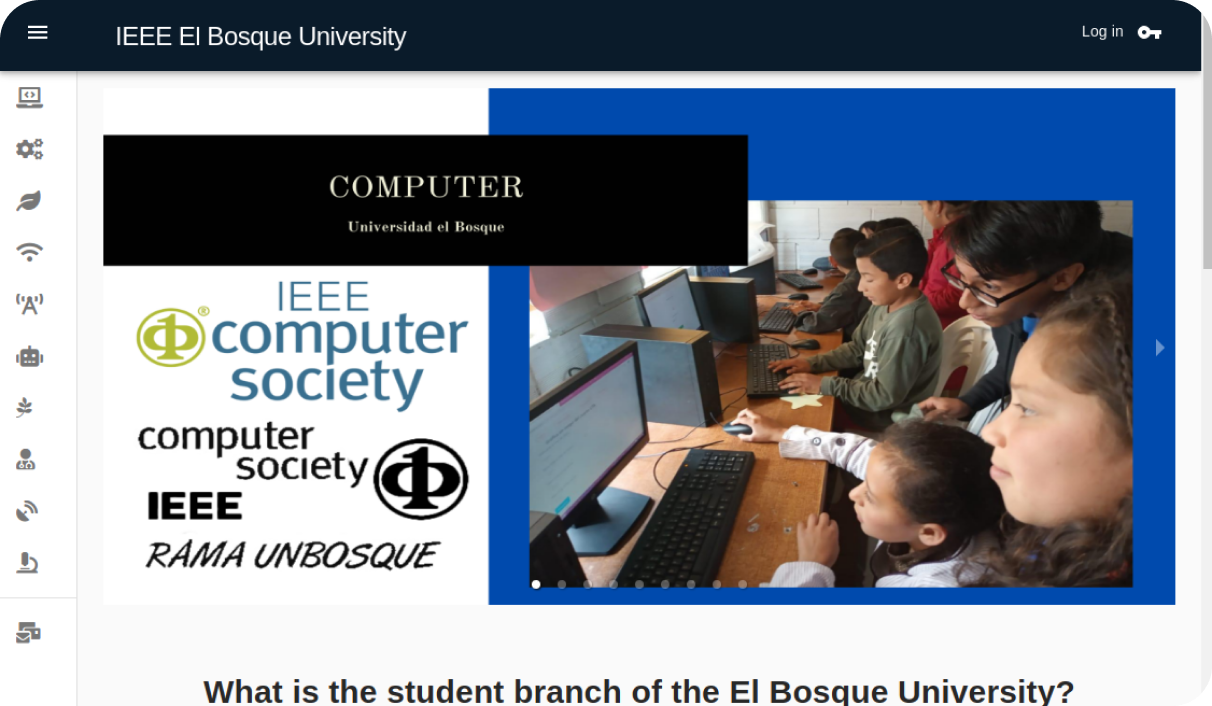 IEEE El Bosque University
Log in
COMPUTER
Universidad el Bosque
IEEE
computer
society
computer
society
IEEE
RAMA UNBOSQUE
What is the student branch of the El Bosque University?